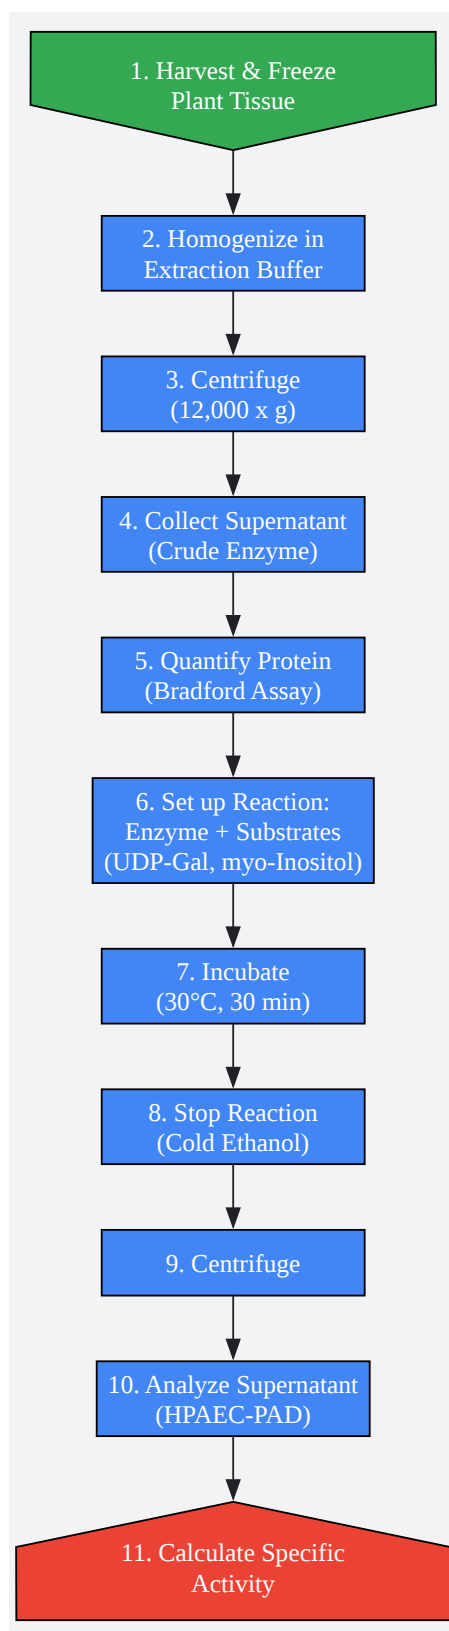 1. Harvest & Freeze
Plant Tissue
2. Homogenize in
Extraction Buffer
3. Centrifuge
(12,000 x g)
4. Collect Supernatant
(Crude Enzyme)
5. Quantify Protein
(Bradford Assay)
6. Set up Reaction:
Enzyme + Substrates
(UDP-Gal, myo-Inositol)
7. Incubate
(30°C, 30 min)
8. Stop Reaction
(Cold Ethanol)
9. Centrifuge
10. Analyze Supernatant
(HPAEC-PAD)
11. Calculate Specific
Activity